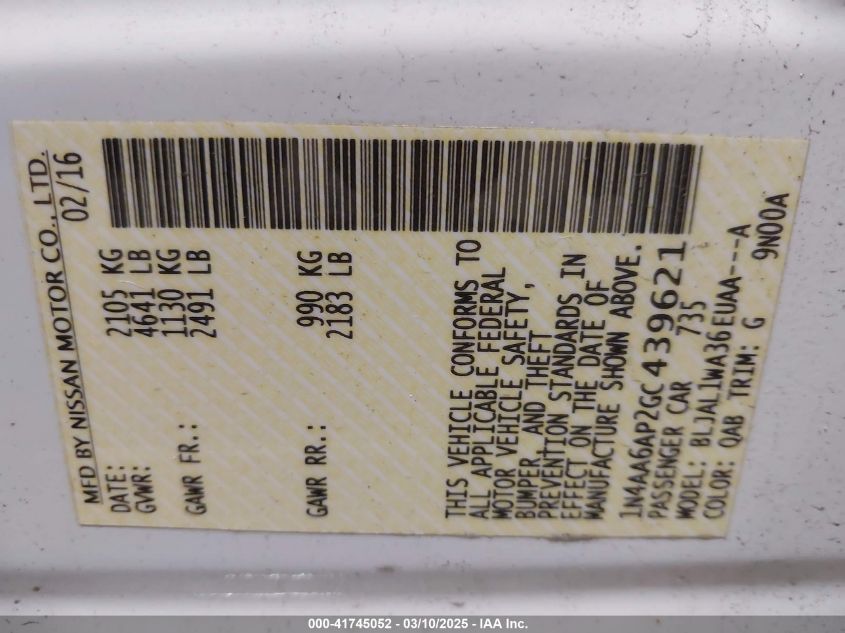 MFD BY NISSAN MOTOR CO., LTD.
DATE: 02/16
GVWR: 2105 KG
4641 LB
GAWR FR.: 1130 KG
2491 LB
GAWR RR.: 990 KG
2183 LB
THIS VEHICLE CONFORMS TO
ALL APPLICABLE FEDERAL
MOTOR VEHICLE SAFETY,
BUMPER, AND THEFT
PREVENTION STANDARDS IN
EFFECT ON THE DATE OF
MANUFACTURE SHOWN ABOVE.
1N4AA6AP2GC439621
PASSENGER CAR 735
MODEL: BLJAL1WA36EUAA---A
COLOR: QAB TRIM: G 9N00A
000-41745052 — 03/10/2025 - IAA Inc.